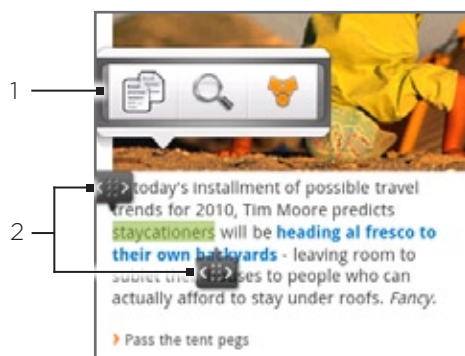 1
2
today's installment of possible travel
trends for 2010, Tim Moore predicts
staycationers will be heading al fresco to
their own backyards - leaving room to
sublet to people who can
actually afford to stay under roofs. Fancy.
Pass the tent pegs